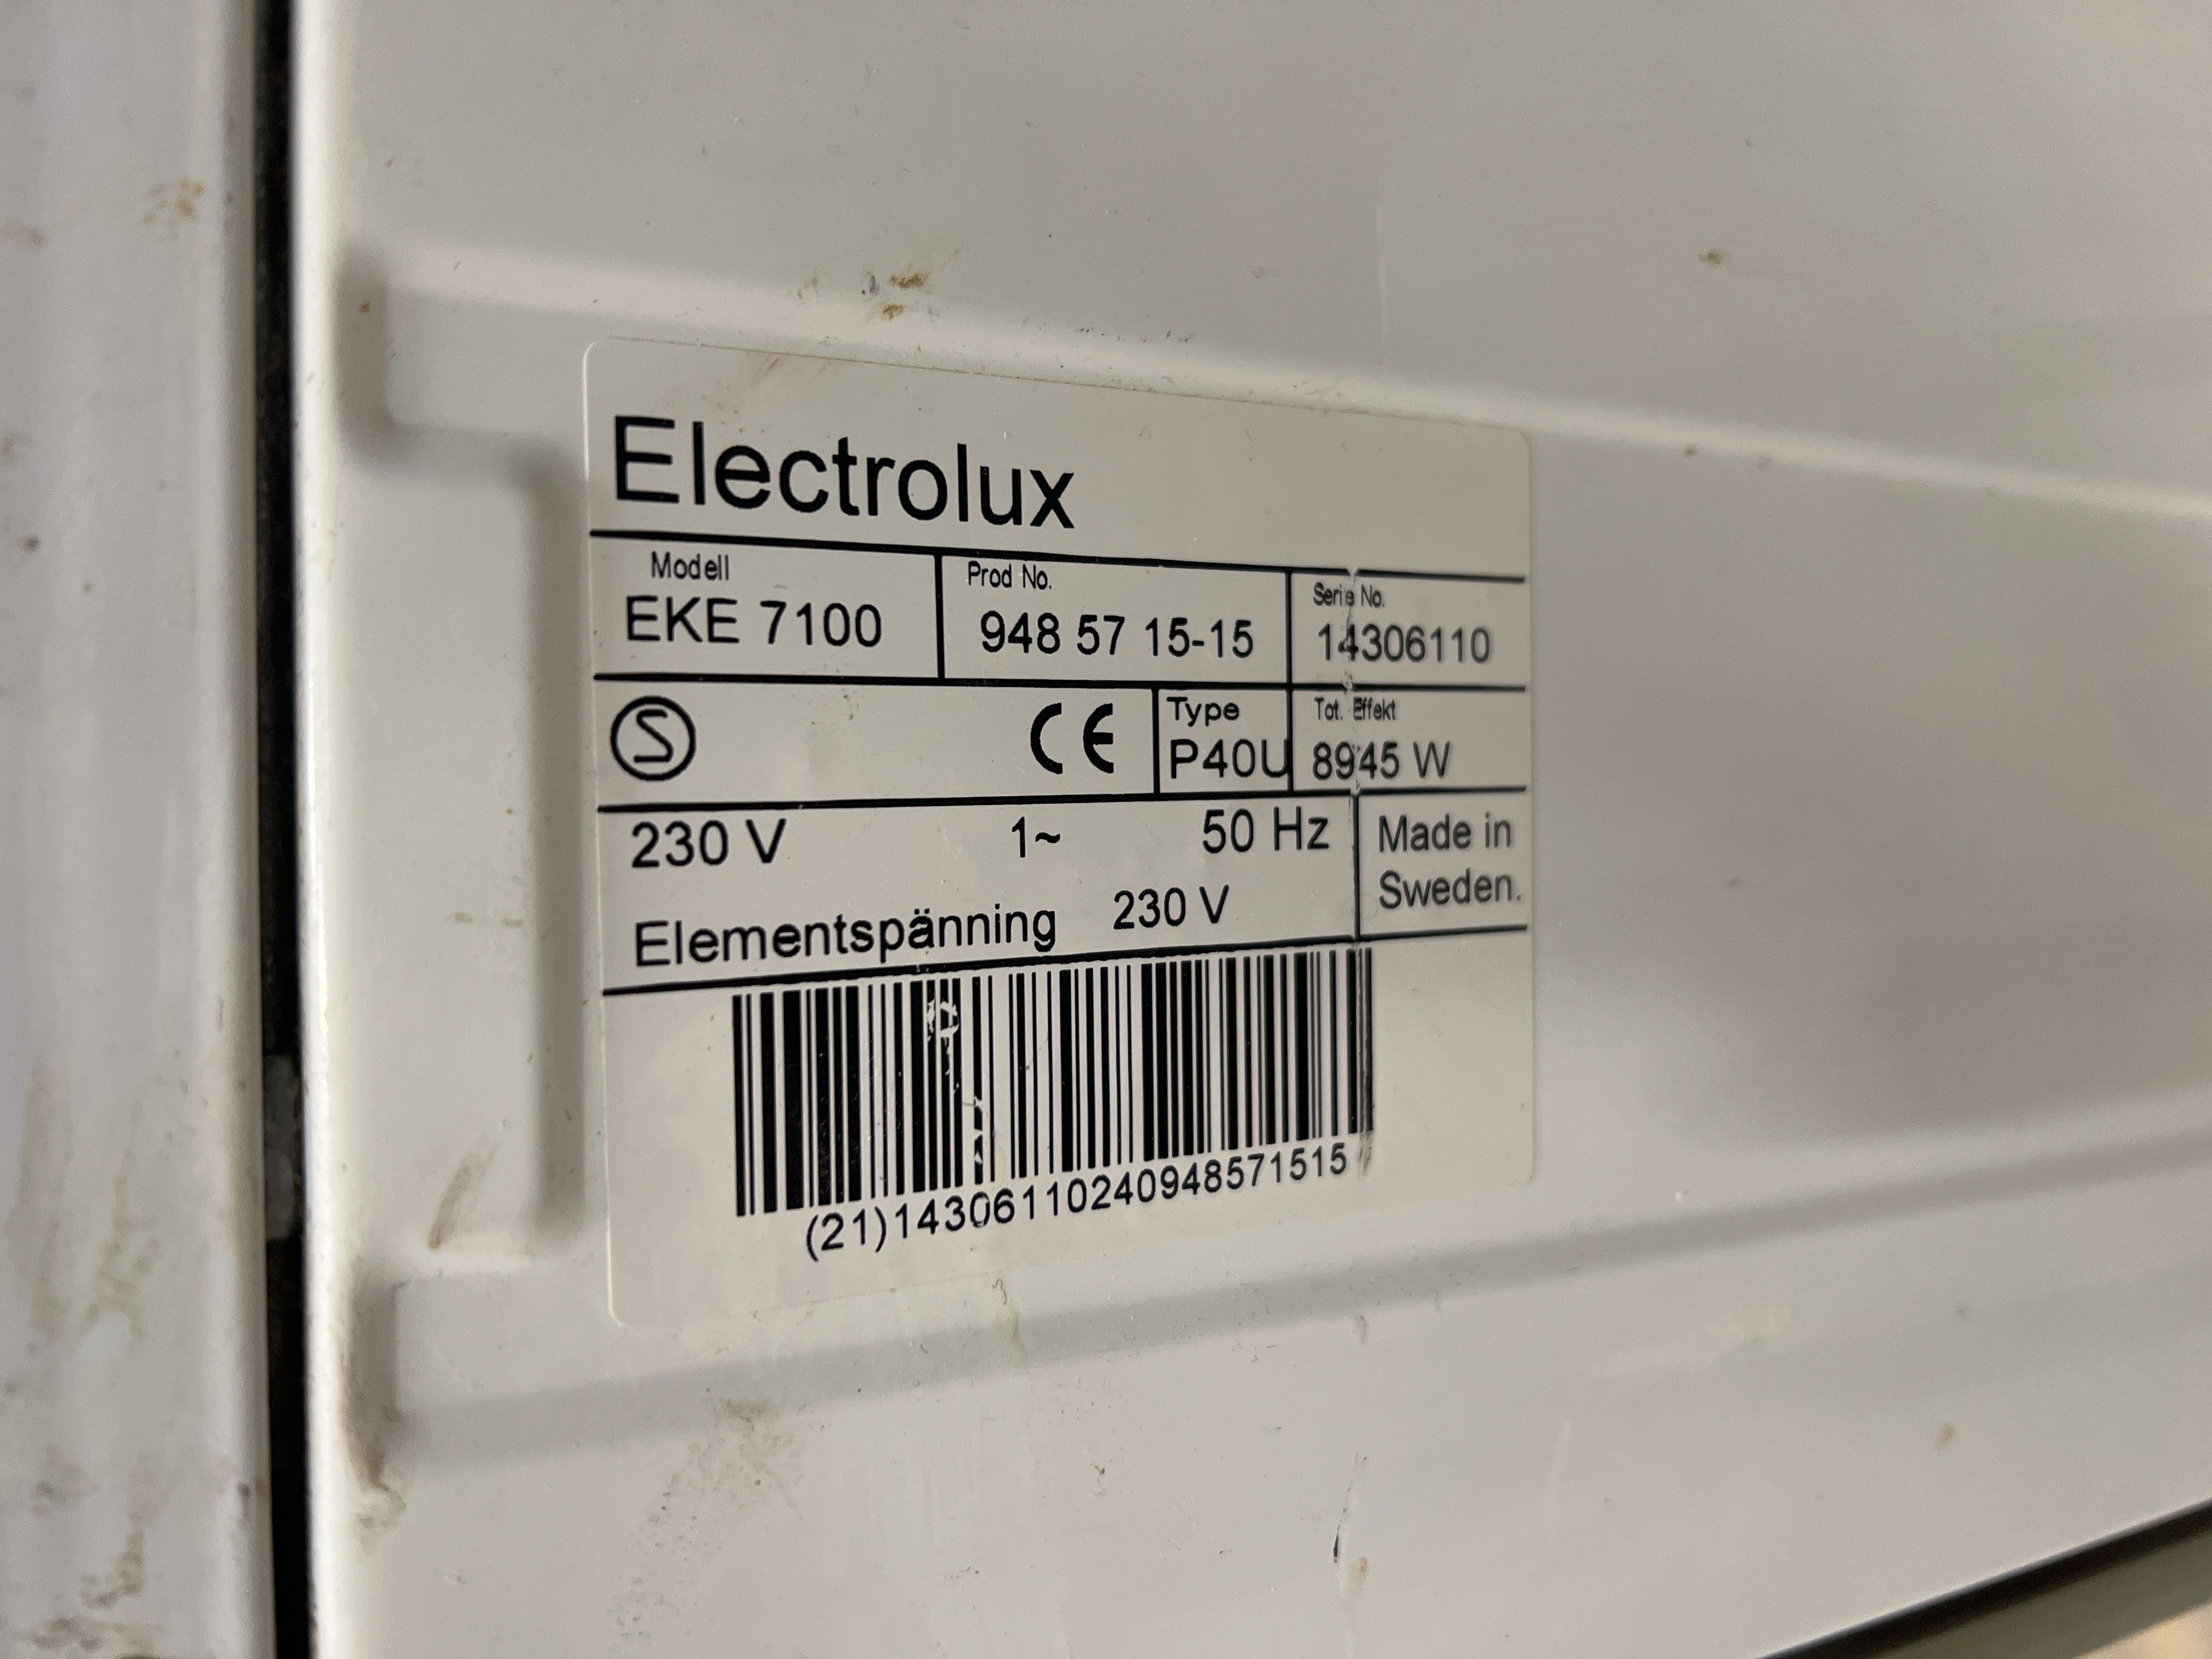 Electrolux
Modell Prod No. Serie No.
EKE 7100 948 57 15-15 14306110
S CE Type Tot. Effekt
P40U 8945 W
230 V 1~ 50 Hz Made in
Elementspänning 230 V Sweden.
(21)14306110240948571515